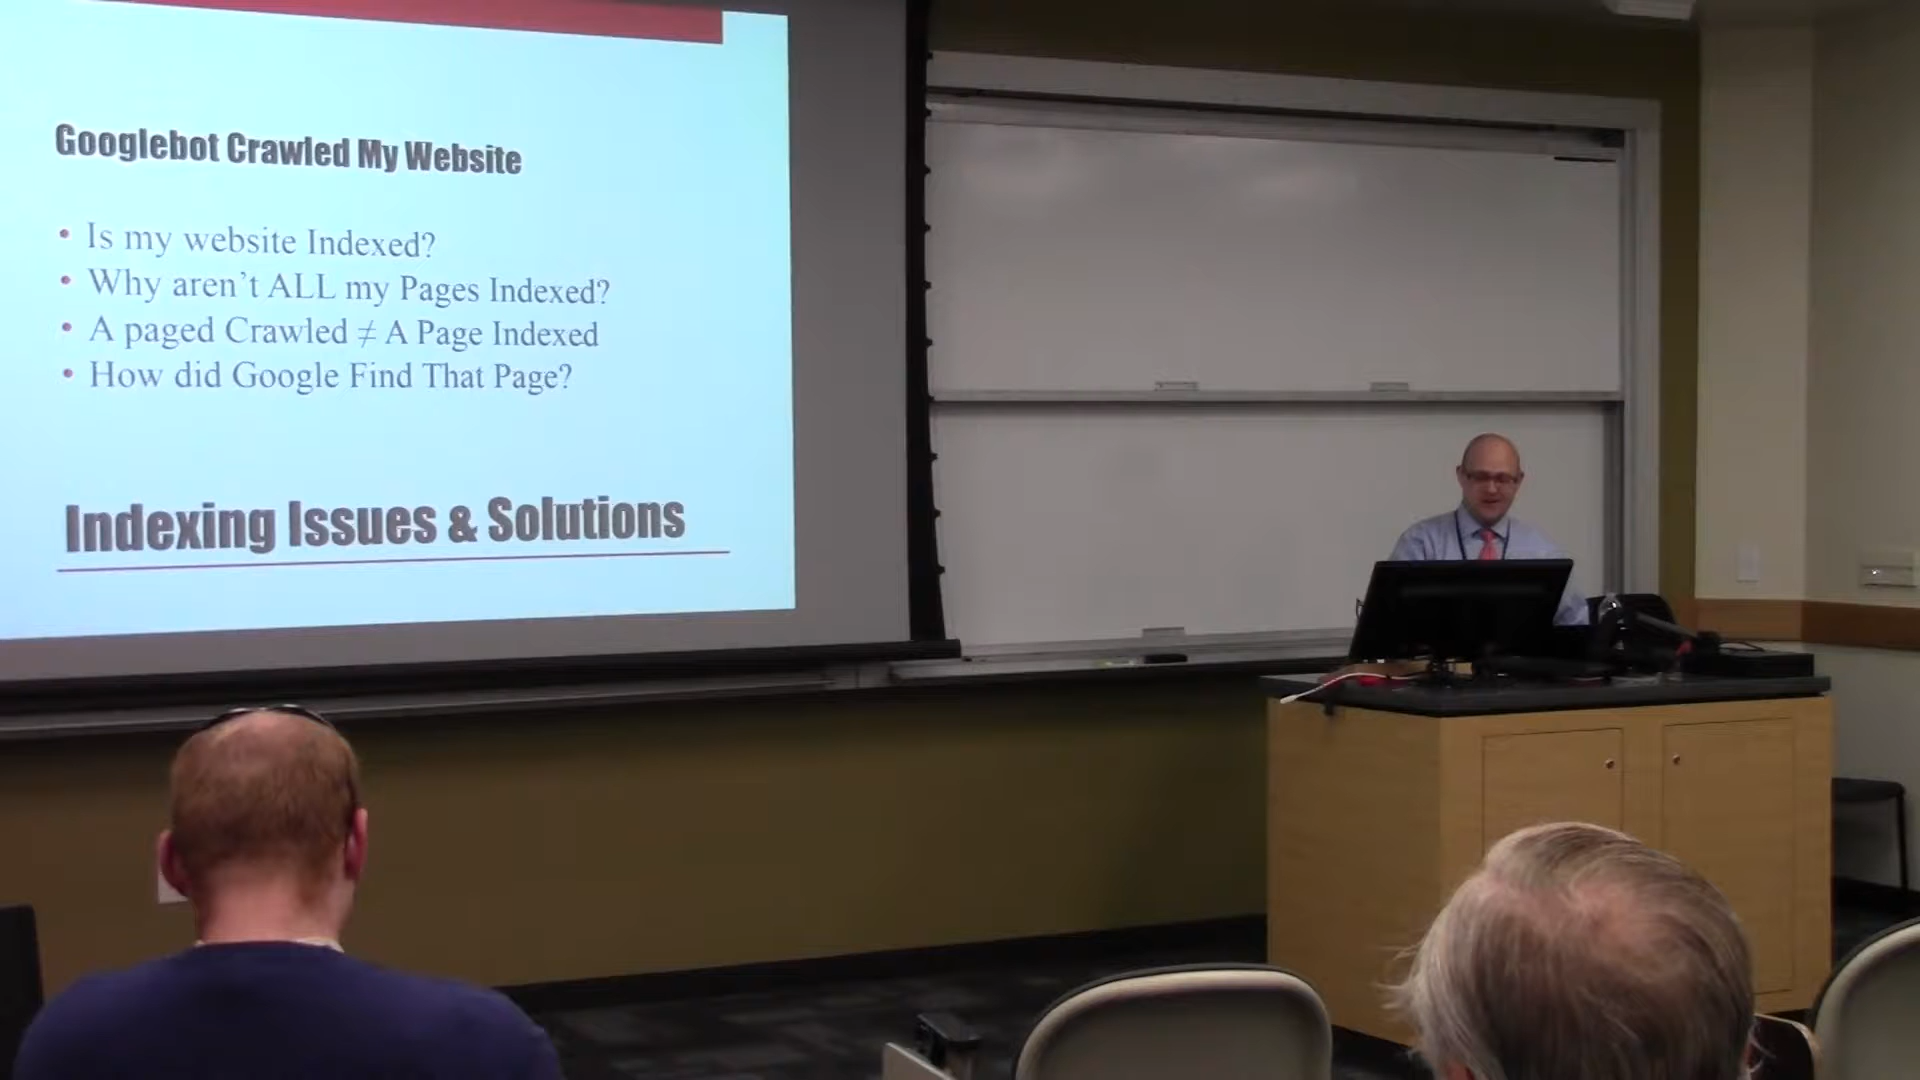 Googlebot Crawled My Website
• Is my website Indexed?
• Why aren't ALL my Pages Indexed?
• A paged Crawled ≠ A Page Indexed
• How did Google Find That Page?
Indexing Issues & Solutions